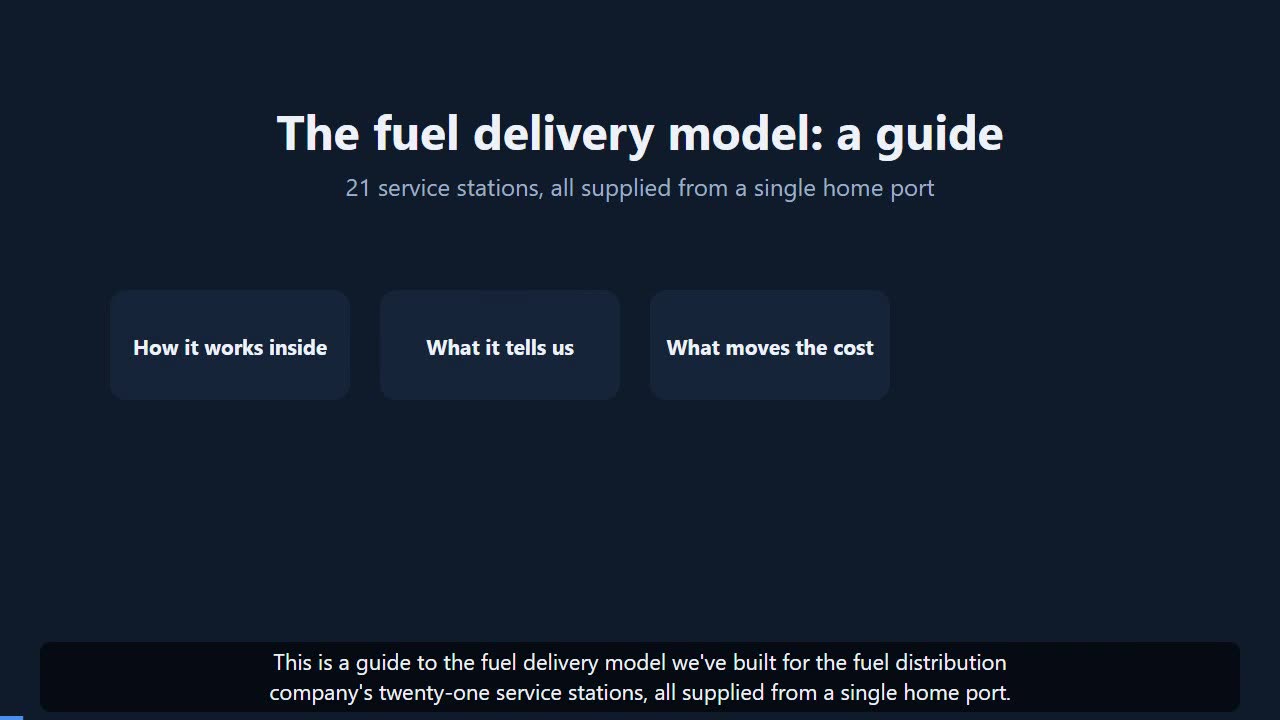 The fuel delivery model: a guide
21 service stations, all supplied from a single home port
How it works inside
What it tells us
What moves the cost
This is a guide to the fuel delivery model we've built for the fuel distribution
company's twenty-one service stations, all supplied from a single home port.